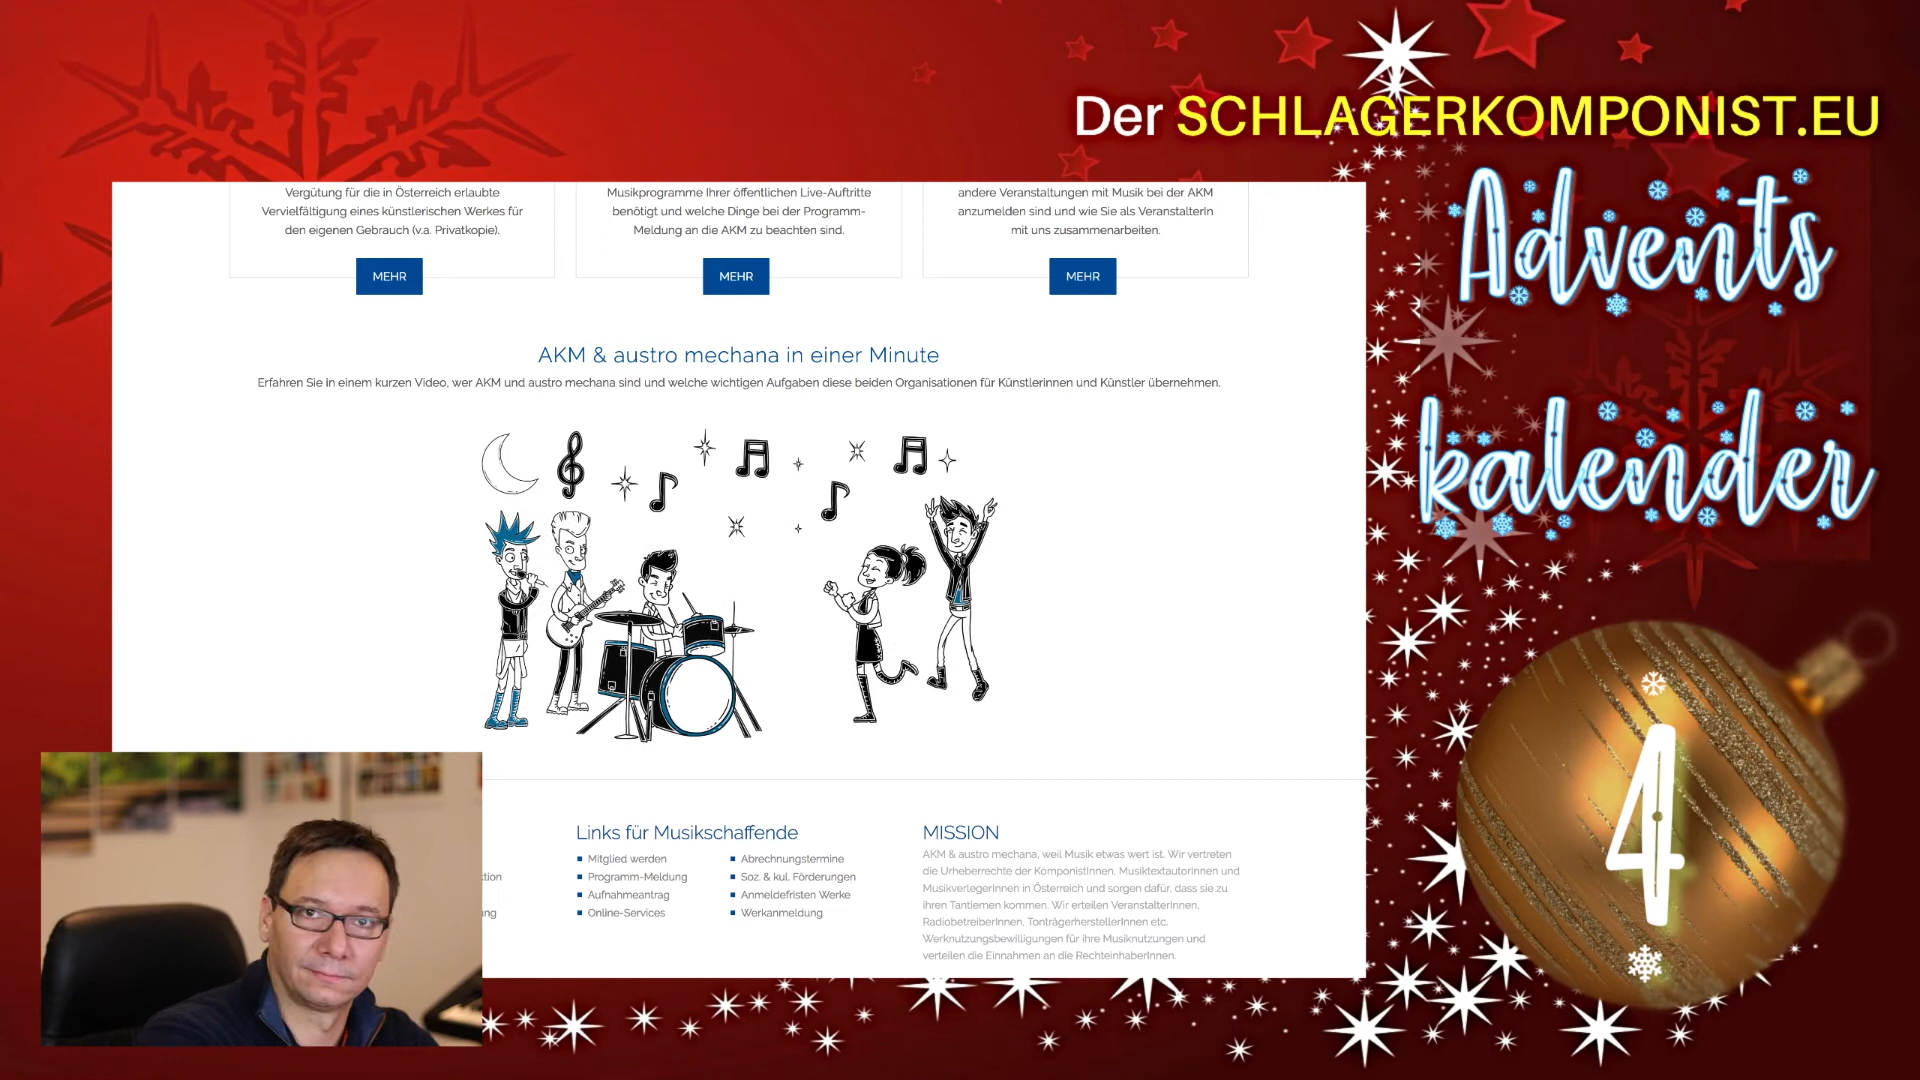 Der SCHLAGERKOMPONIST.EU
Advents
kalender
4
Vergütung für die in Österreich erlaubte
Vervielfältigung eines künstlerischen Werkes für
den eigenen Gebrauch (v.a. Privatkopie).
MEHR
Musikprogramme Ihrer öffentlichen Live-Auftritte
benötigt und welche Dinge bei der Programm-
Meldung an die AKM zu beachten sind.
MEHR
andere Veranstaltungen mit Musik bei der AKM
anzumelden sind und wie Sie als VeranstalterIn
mit uns zusammenarbeiten.
MEHR
AKM & austro mechana in einer Minute
Erfahren Sie in einem kurzen Video, wer AKM und austro mechana sind und welche wichtigen Aufgaben diese beiden Organisationen für Künstlerinnen und Künstler übernehmen.
Links für Musikschaffende
Mitglied werden
Programm-Meldung
Aufnahmeantrag
Online-Services
Abrechnungstermine
Soz. & kul. Förderungen
Anmeldefristen Werke
Werkanmeldung
MISSION
AKM & austro mechana, weil Musik etwas wert ist. Wir vertreten
die Urheberrechte der KomponistInnen, MusiktextautorInnen und
MusikverlegerInnen in Österreich und sorgen dafür, dass sie zu
ihren Tantiemen kommen. Wir erteilen VeranstalterInnen,
RadiobetreiberInnen, TonträgerherstellerInnen etc.
Werknutzungsbewilligungen für ihre Musiknutzungen und
verteilen die Einnahmen an die RechteinhaberInnen.